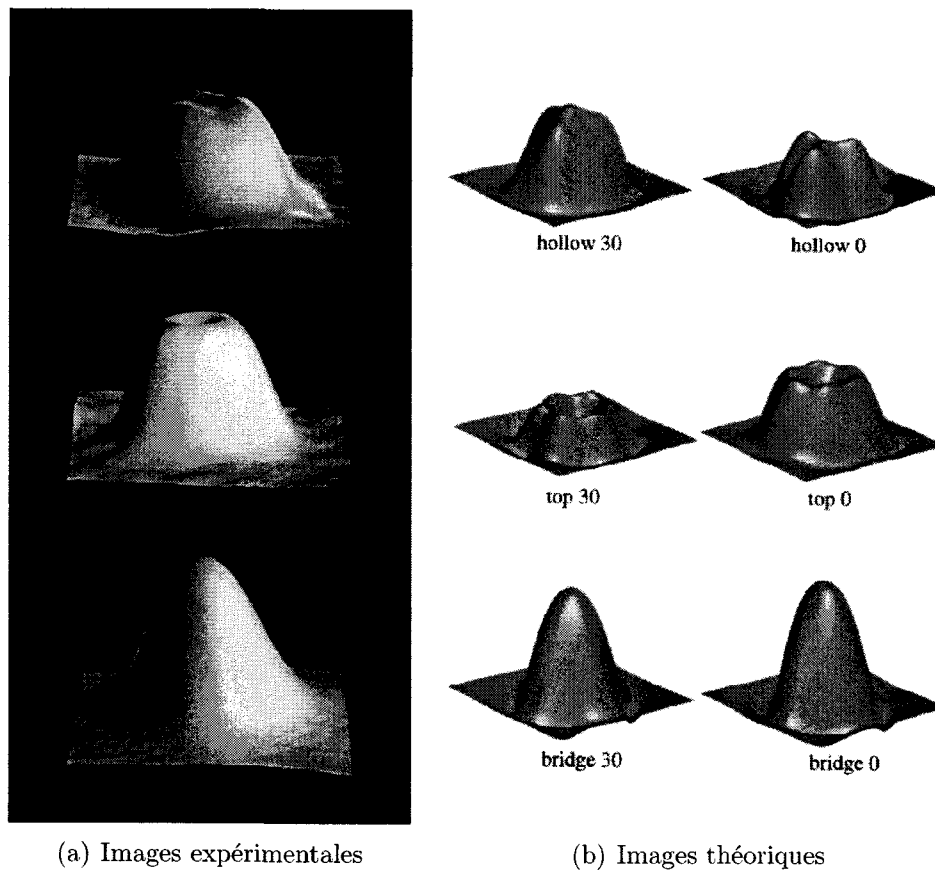 hollow 30
hollow 0
top 30
top 0
bridge 30
bridge 0
(a) Images expérimentales
(b) Images théoriques